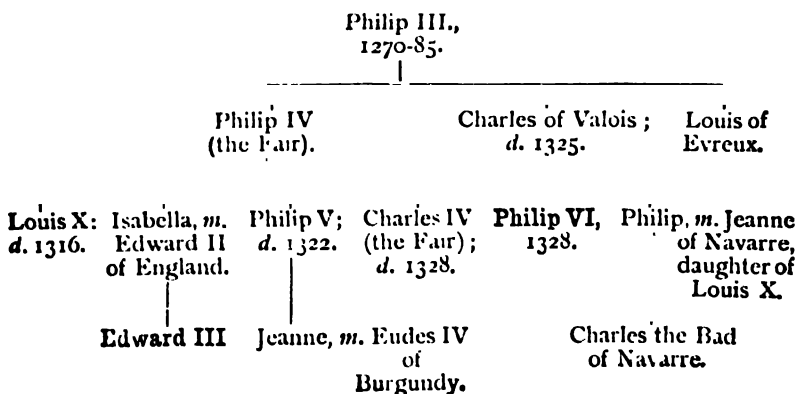 Philip III.,
1270-85.
Philip IV
(the Fair).
Charles of Valois ;
d. 1325.
Louis of
Evreux.
Louis X:
d. 1316.
Isabella, m.
Edward II
of England.
Philip V;
d. 1322.
Charles IV
(the Fair) ;
d. 1328.
Philip VI,
1328.
Philip, m. Jeanne
of Navarre,
daughter of
Louis X.
Edward III
Jeanne, m. Eudes IV
of
Burgundy.
Charles the Bad
of Navarre.